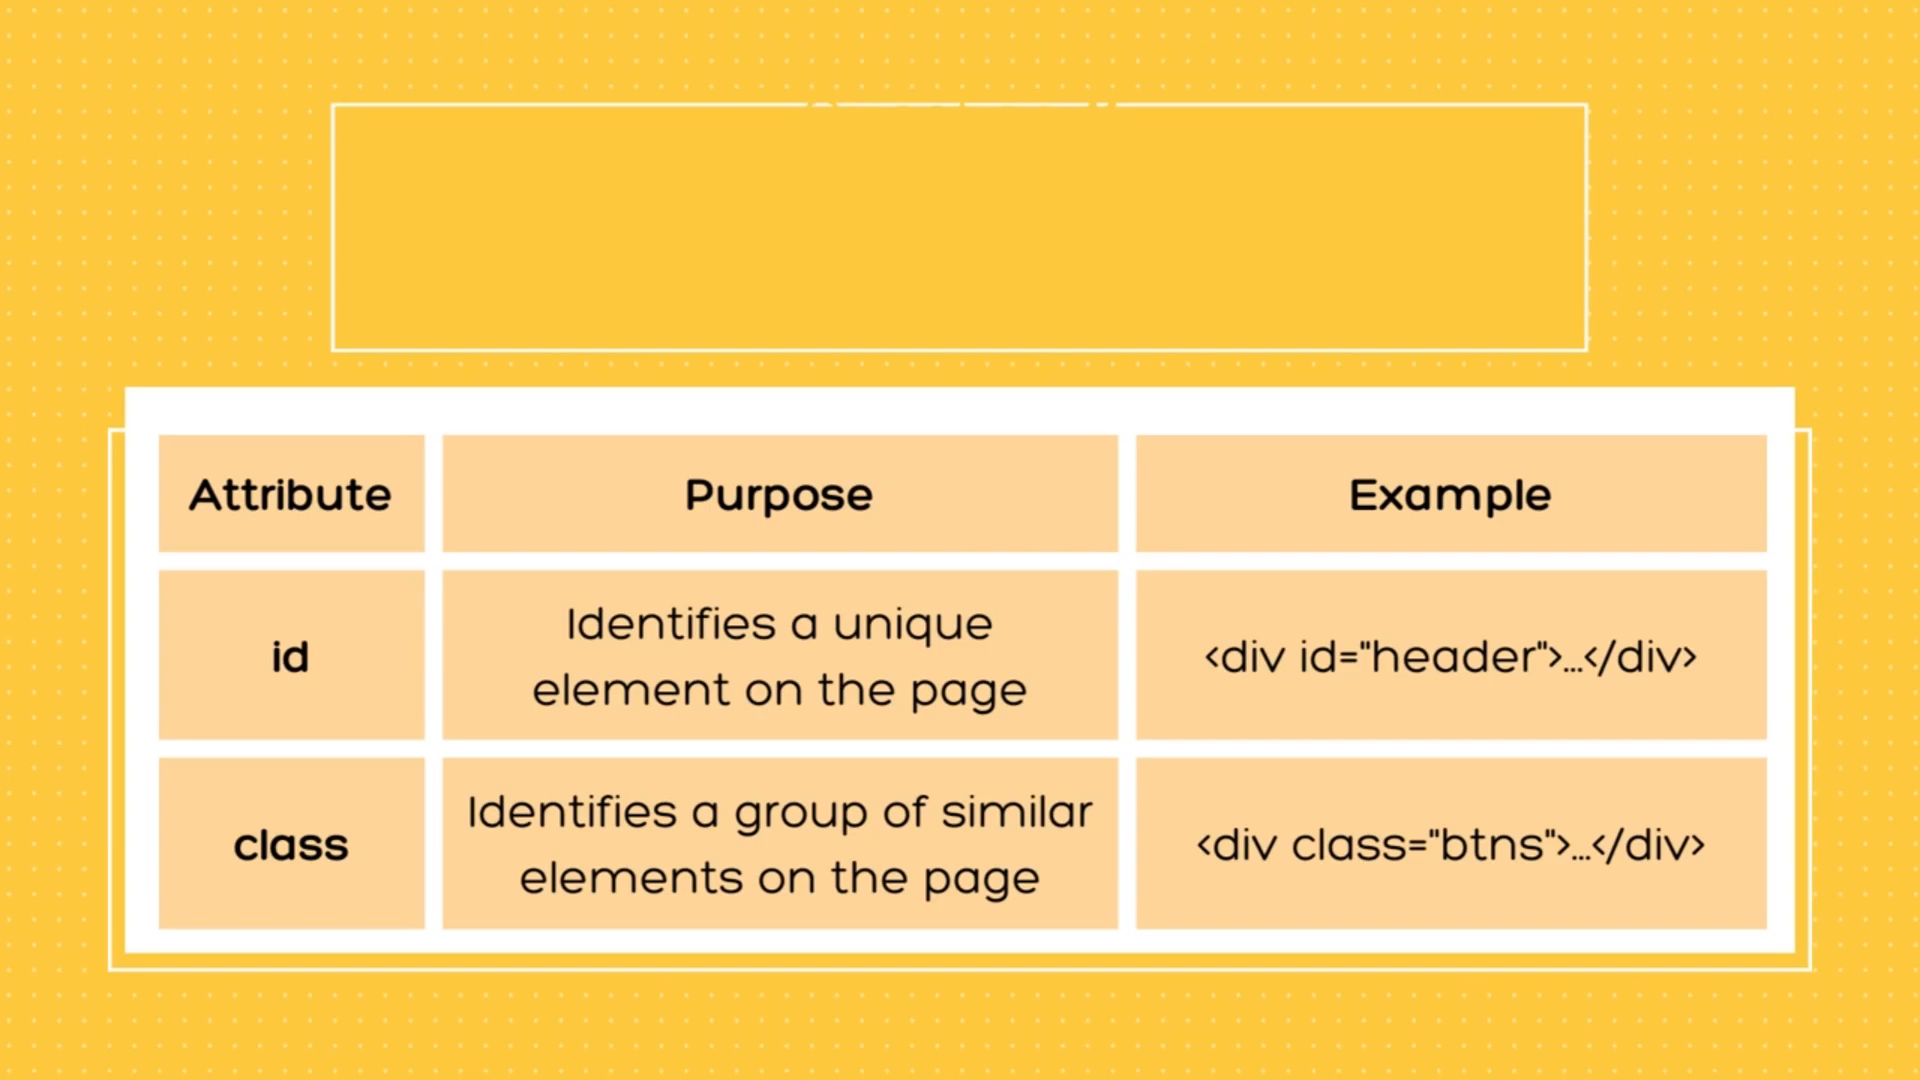 Attribute
Purpose
Example
id
Identifies a unique
element on the page
<div id="header">...</div>
class
Identifies a group of similar
elements on the page
<div class="btns">...</div>